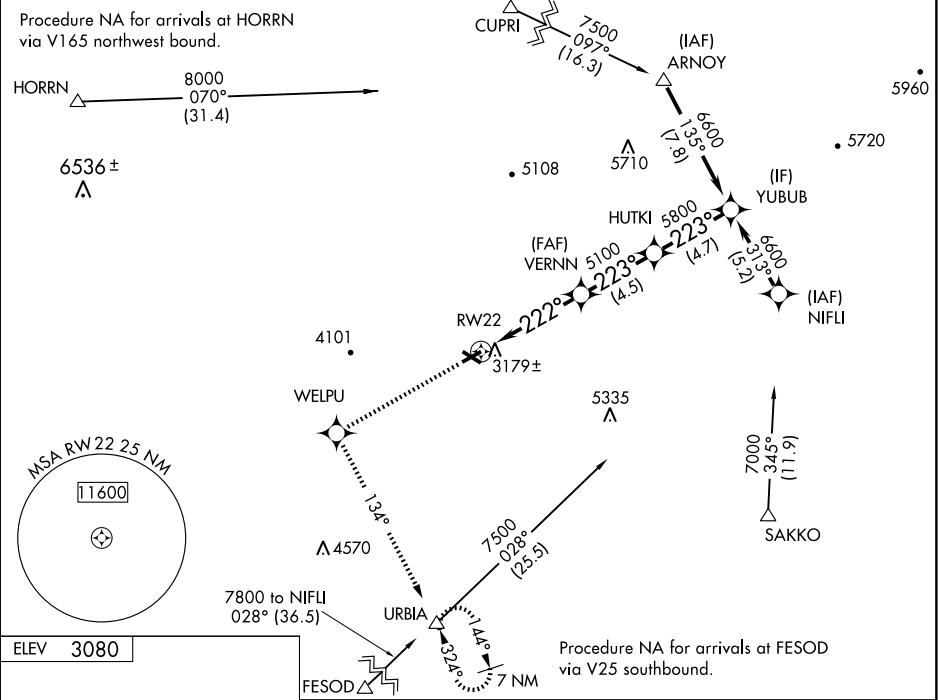 Procedure NA for arrivals at HORRN
via V165 northwest bound.
CUPRI
7500
097°
(16.3)
(IAF)
ARNOY
HORRN
8000
070°
(31.4)
5960
6600
135°
(7.8)
5720
6536 ±
5108
5710
(IF)
YUBUB
HUTKI
5800
223°
(4.7)
(FAF)
VERNN
5100
223°
(4.5)
6600
313°
(5.2)
(IAF)
NIFLI
222°
RW22
3179±
4101
WELPU
5335
7000
345°
(11.9)
MSA RW22 25 NM
11600
134°
SAKKO
4570
7500
028°
(25.5)
7800 to NIFLI
028° (36.5)
URBIA
144°
324°
7 NM
ELEV 3080
Procedure NA for arrivals at FESOD
via V25 southbound.
FESOD